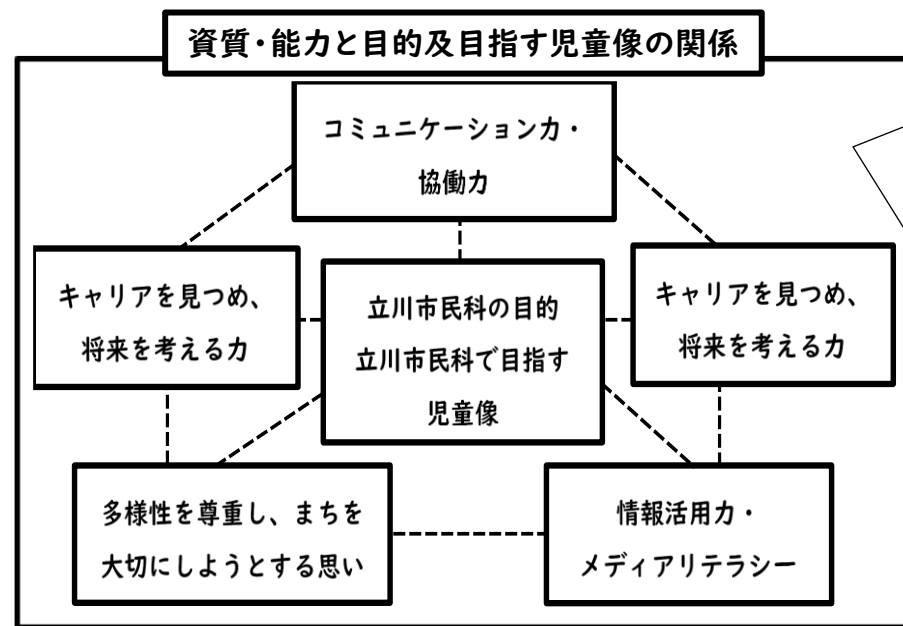 資質・能力と目的及目指す児童像の関係
コミュニケーション力・
協働力
キャリアを見つめ、
将来を考える力
立川市民科の目的
立川市民科で目指す
児童像
キャリアを見つめ、
将来を考える力
多様性を尊重し、まちを
大切にしようとする思い
情報活用力・
メディアリテラシー